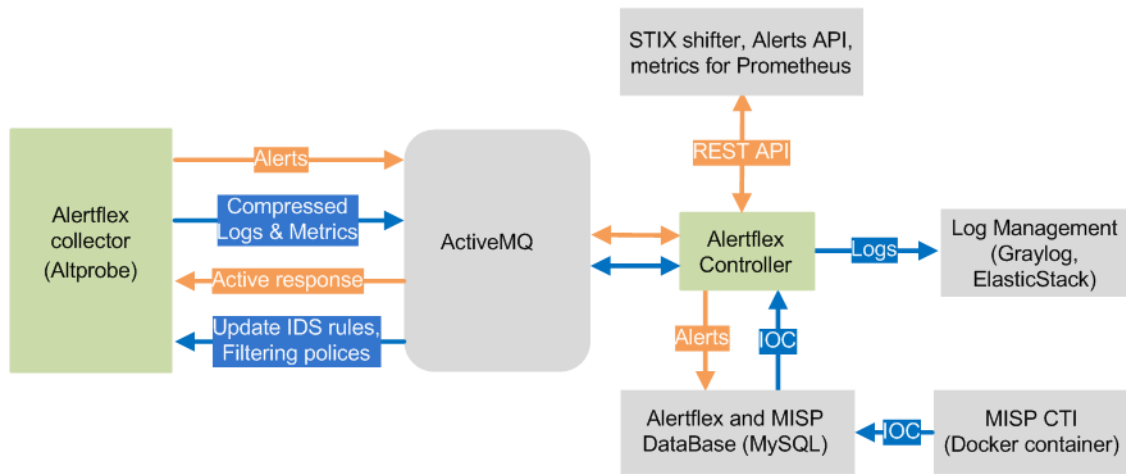 STIX shifter, Alerts API,
metrics for Prometheus
REST API
Alertflex
collector
(Altprobe)
Alerts
Compressed
Logs & Metrics
Active response
Update IDS rules,
Filtering polices
ActiveMQ
Alertflex
Controller
Logs
Log Management
(Graylog,
ElasticStack)
Alerts
IOC
Alertflex and MISP
DataBase (MySQL)
IOC
MISP CTI
(Docker container)